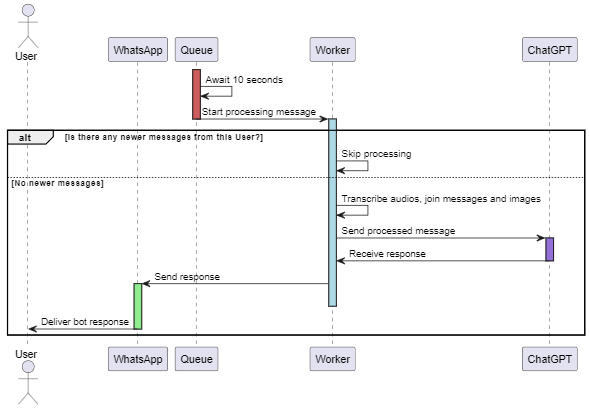 User
WhatsApp
Queue
Worker
ChatGPT
Await 10 seconds
Start processing message
alt
[Is there any newer messages from this User?]
Skip processing
[No newer messages]
Transcribe audios, join messages and images
Send processed message
Receive response
Send response
Deliver bot response
User
WhatsApp
Queue
Worker
ChatGPT